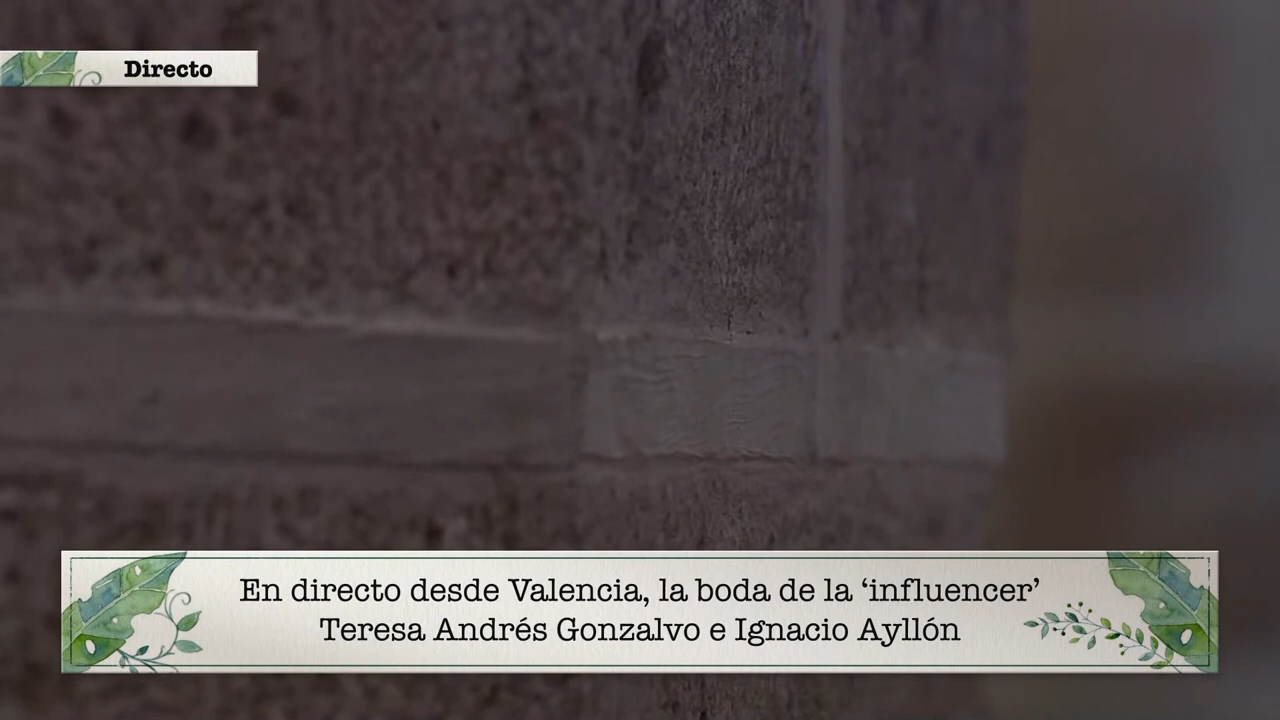 Directo
En directo desde Valencia, la boda de la ‘influencer’
Teresa Andrés Gonzalvo e Ignacio Ayllón